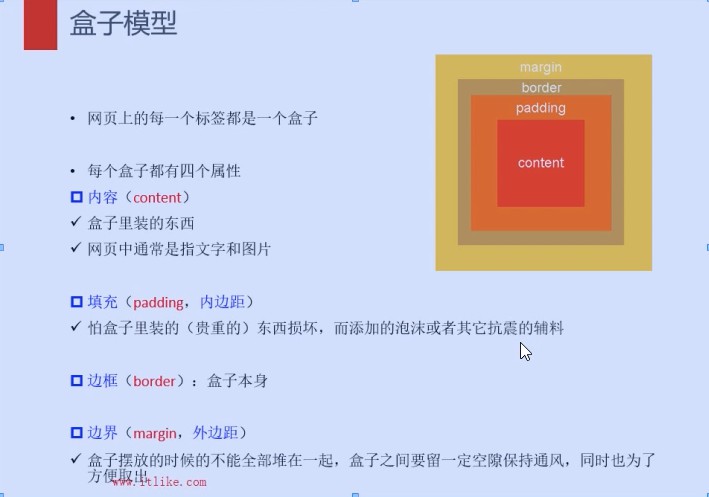 盒子模型
网页上的每一个标签都是一个盒子
每个盒子都有四个属性
内容（content）
盒子里装的东西
网页中通常是指文字和图片
填充（padding，内边距）
怕盒子里装的（贵重的）东西损坏，而添加的泡沫或者其它抗震的辅料
边框（border）：盒子本身
边界（margin，外边距）
盒子摆放的时候的不能全部堆在一起，盒子之间要留一定空隙保持通风，同时也为了
方便取出
www.itlike.com
margin
border
padding
content